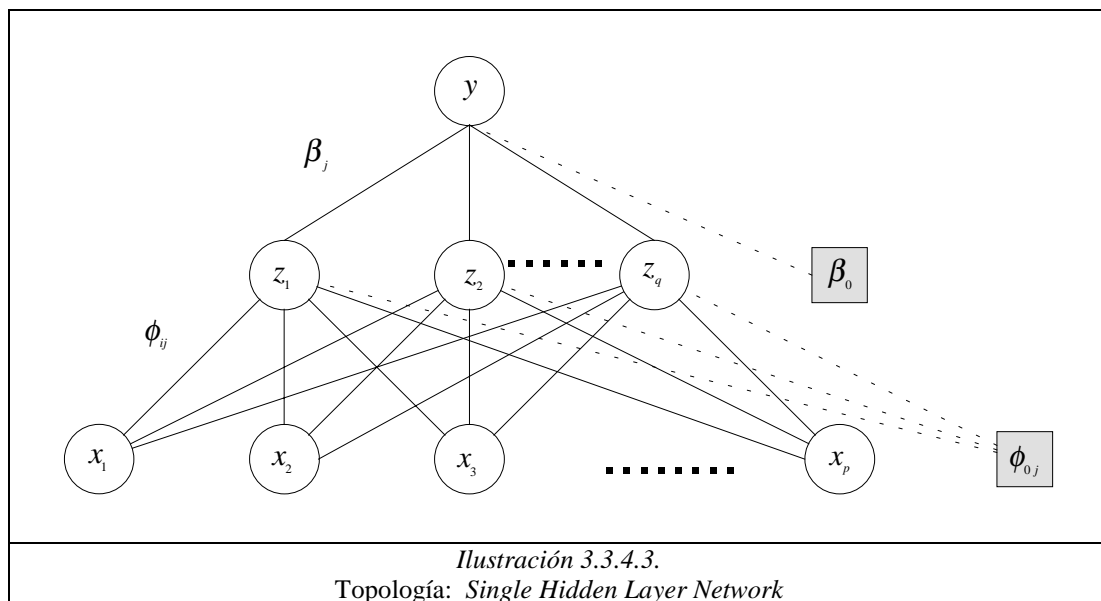 y
β_j
z_1 z_2 ....... z_q β_0
ϕ_ij
x_1 x_2 x_3 ........ x_p ϕ_0j
Ilustración 3.3.4.3.
Topología: Single Hidden Layer Network